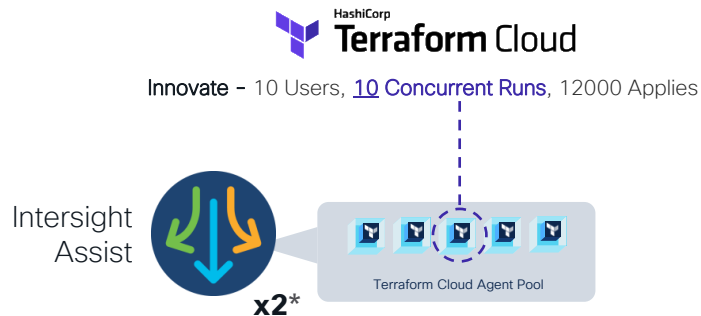 HashiCorp
Terraform Cloud
Innovate - 10 Users, 10 Concurrent Runs, 12000 Applies
Intersight
Assist
x2*
Terraform Cloud Agent Pool